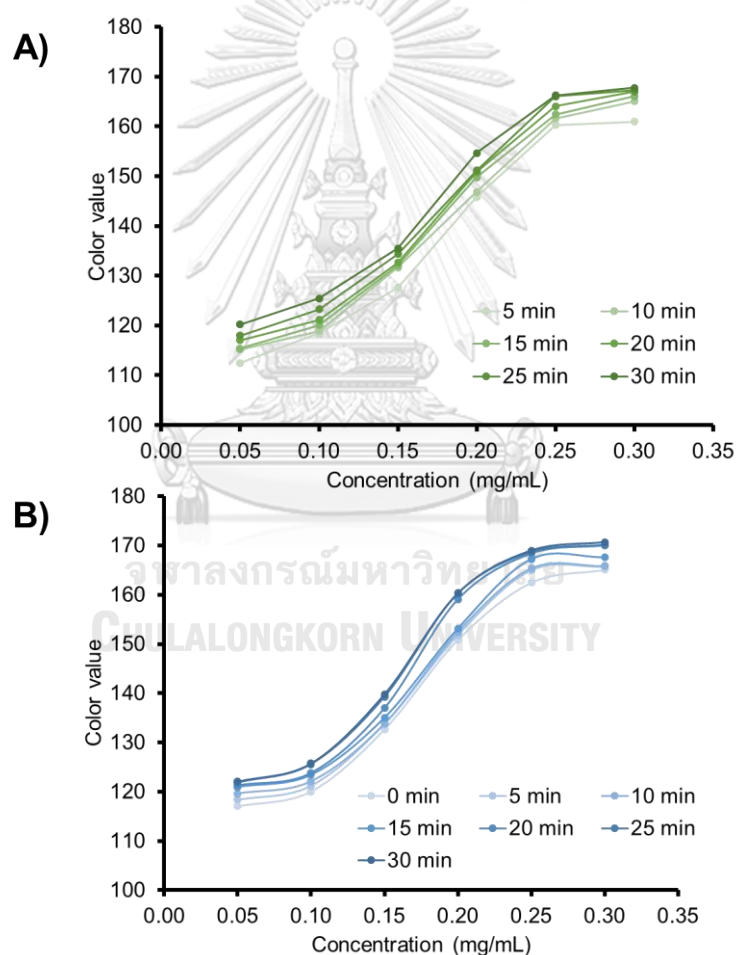 A)
180
170
160
150
140
130
120
110
100
Color value
5 min 10 min
15 min 20 min
25 min 30 min
0.00 0.05 0.10 0.15 0.20 0.25 0.30 0.35
Concentration (mg/mL)
B)
180
170
160
150
140
130
120
110
100
Color value
จุฬาลงกรณ์มหาวิทยาลัย
CHULALONGKORN UNIVERSITY
0 min 5 min 10 min
15 min 20 min 25 min
30 min
0.00 0.05 0.10 0.15 0.20 0.25 0.30 0.35
Concentration (mg/mL)